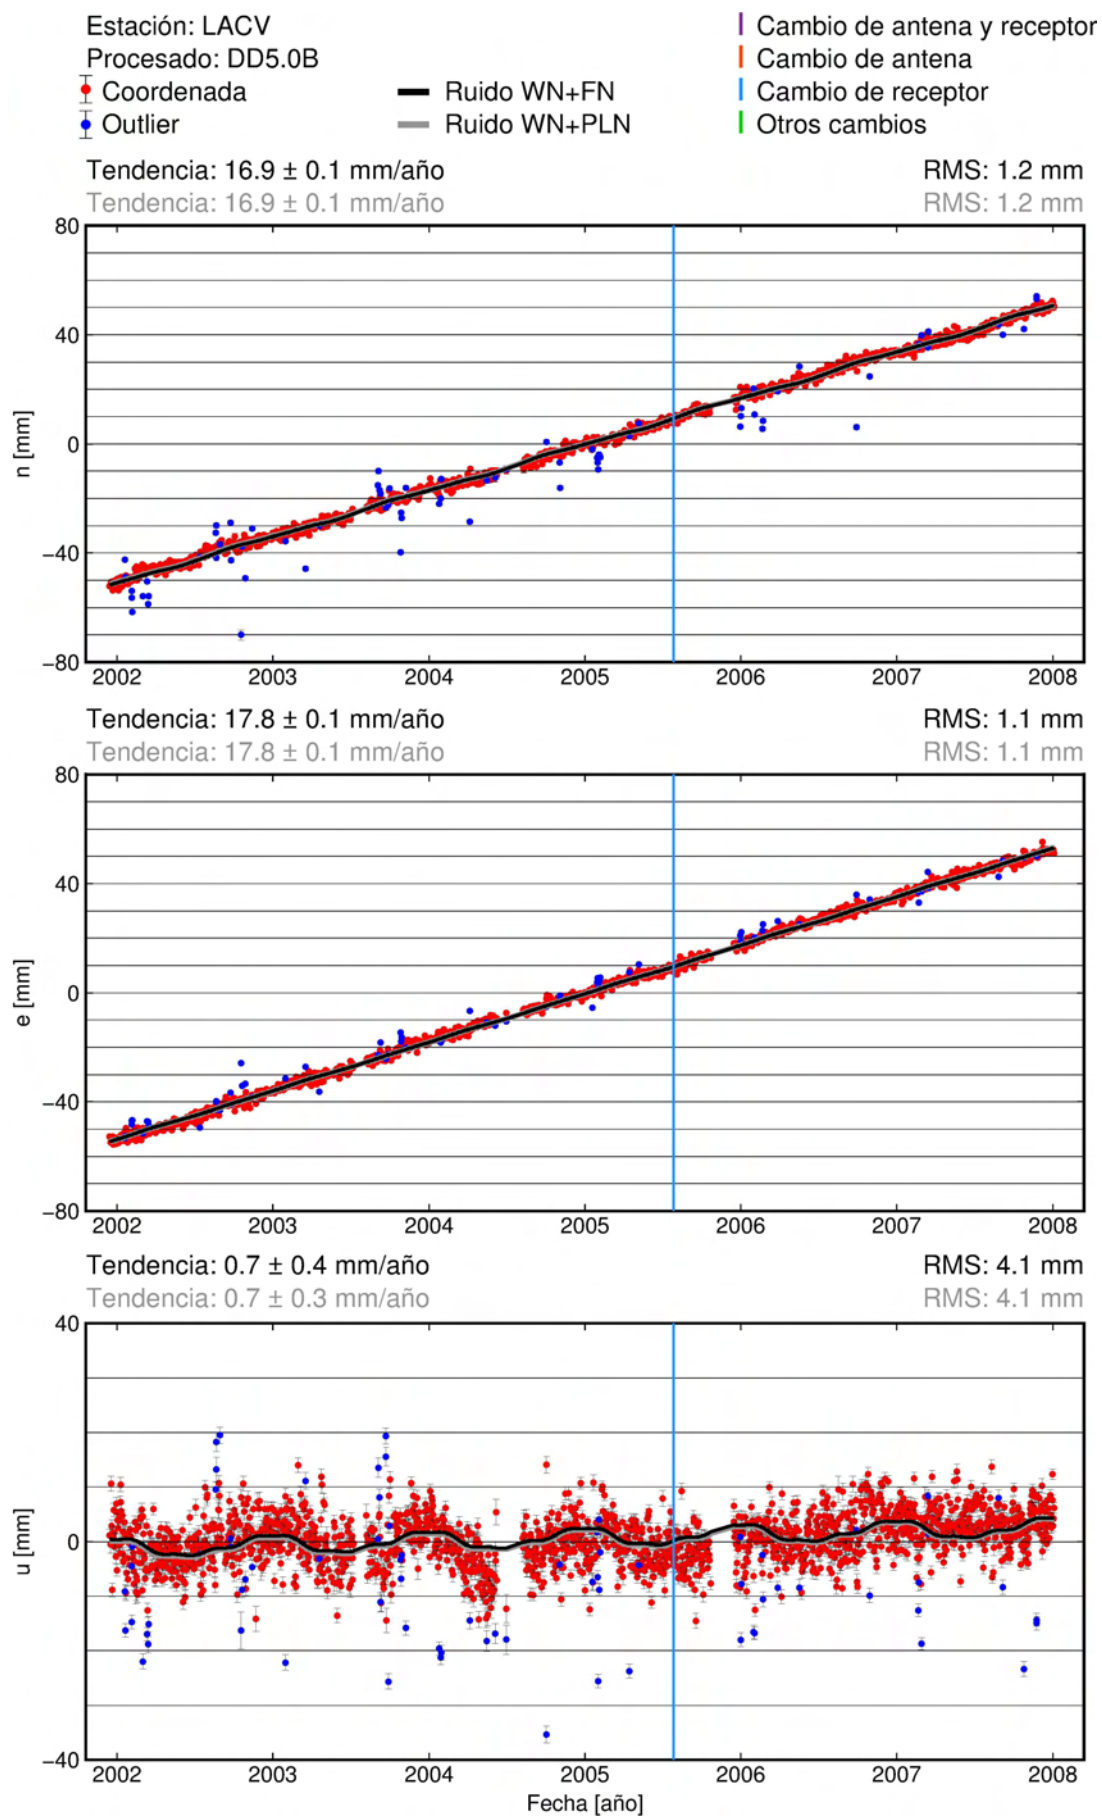 Estación: LACV
Procesado: DD5.0B
Coordenada
Outlier
Ruido WN+FN
Ruido WN+PLN
Cambio de antena y receptor
Cambio de antena
Cambio de receptor
Otros cambios
Tendencia: 16.9 ± 0.1 mm/año RMS: 1.2 mm
Tendencia: 16.9 ± 0.1 mm/año RMS: 1.2 mm
80
40
0
−40
−80
n [mm]
2002 2003 2004 2005 2006 2007 2008
Tendencia: 17.8 ± 0.1 mm/año RMS: 1.1 mm
Tendencia: 17.8 ± 0.1 mm/año RMS: 1.1 mm
80
40
0
−40
−80
e [mm]
2002 2003 2004 2005 2006 2007 2008
Tendencia: 0.7 ± 0.4 mm/año RMS: 4.1 mm
Tendencia: 0.7 ± 0.3 mm/año RMS: 4.1 mm
40
0
−40
u [mm]
2002 2003 2004 2005 2006 2007 2008
Fecha [año]